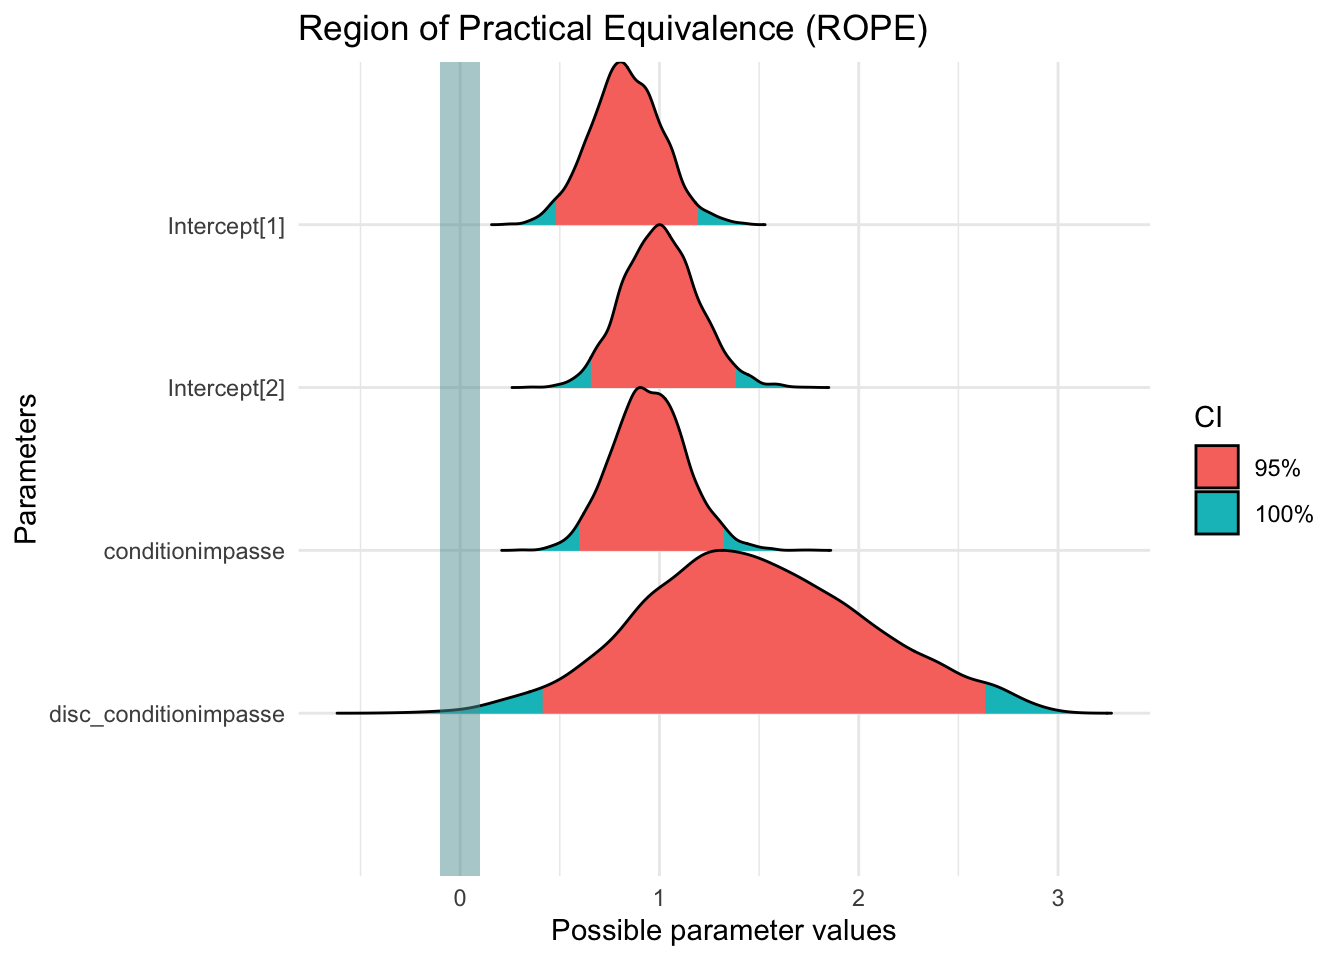 Region of Practical Equivalence (ROPE)
Intercept[1]
Intercept[2]
conditionimpasse
disc_conditionimpasse
Parameters
0 1 2 3
Possible parameter values
CI
95%
100%